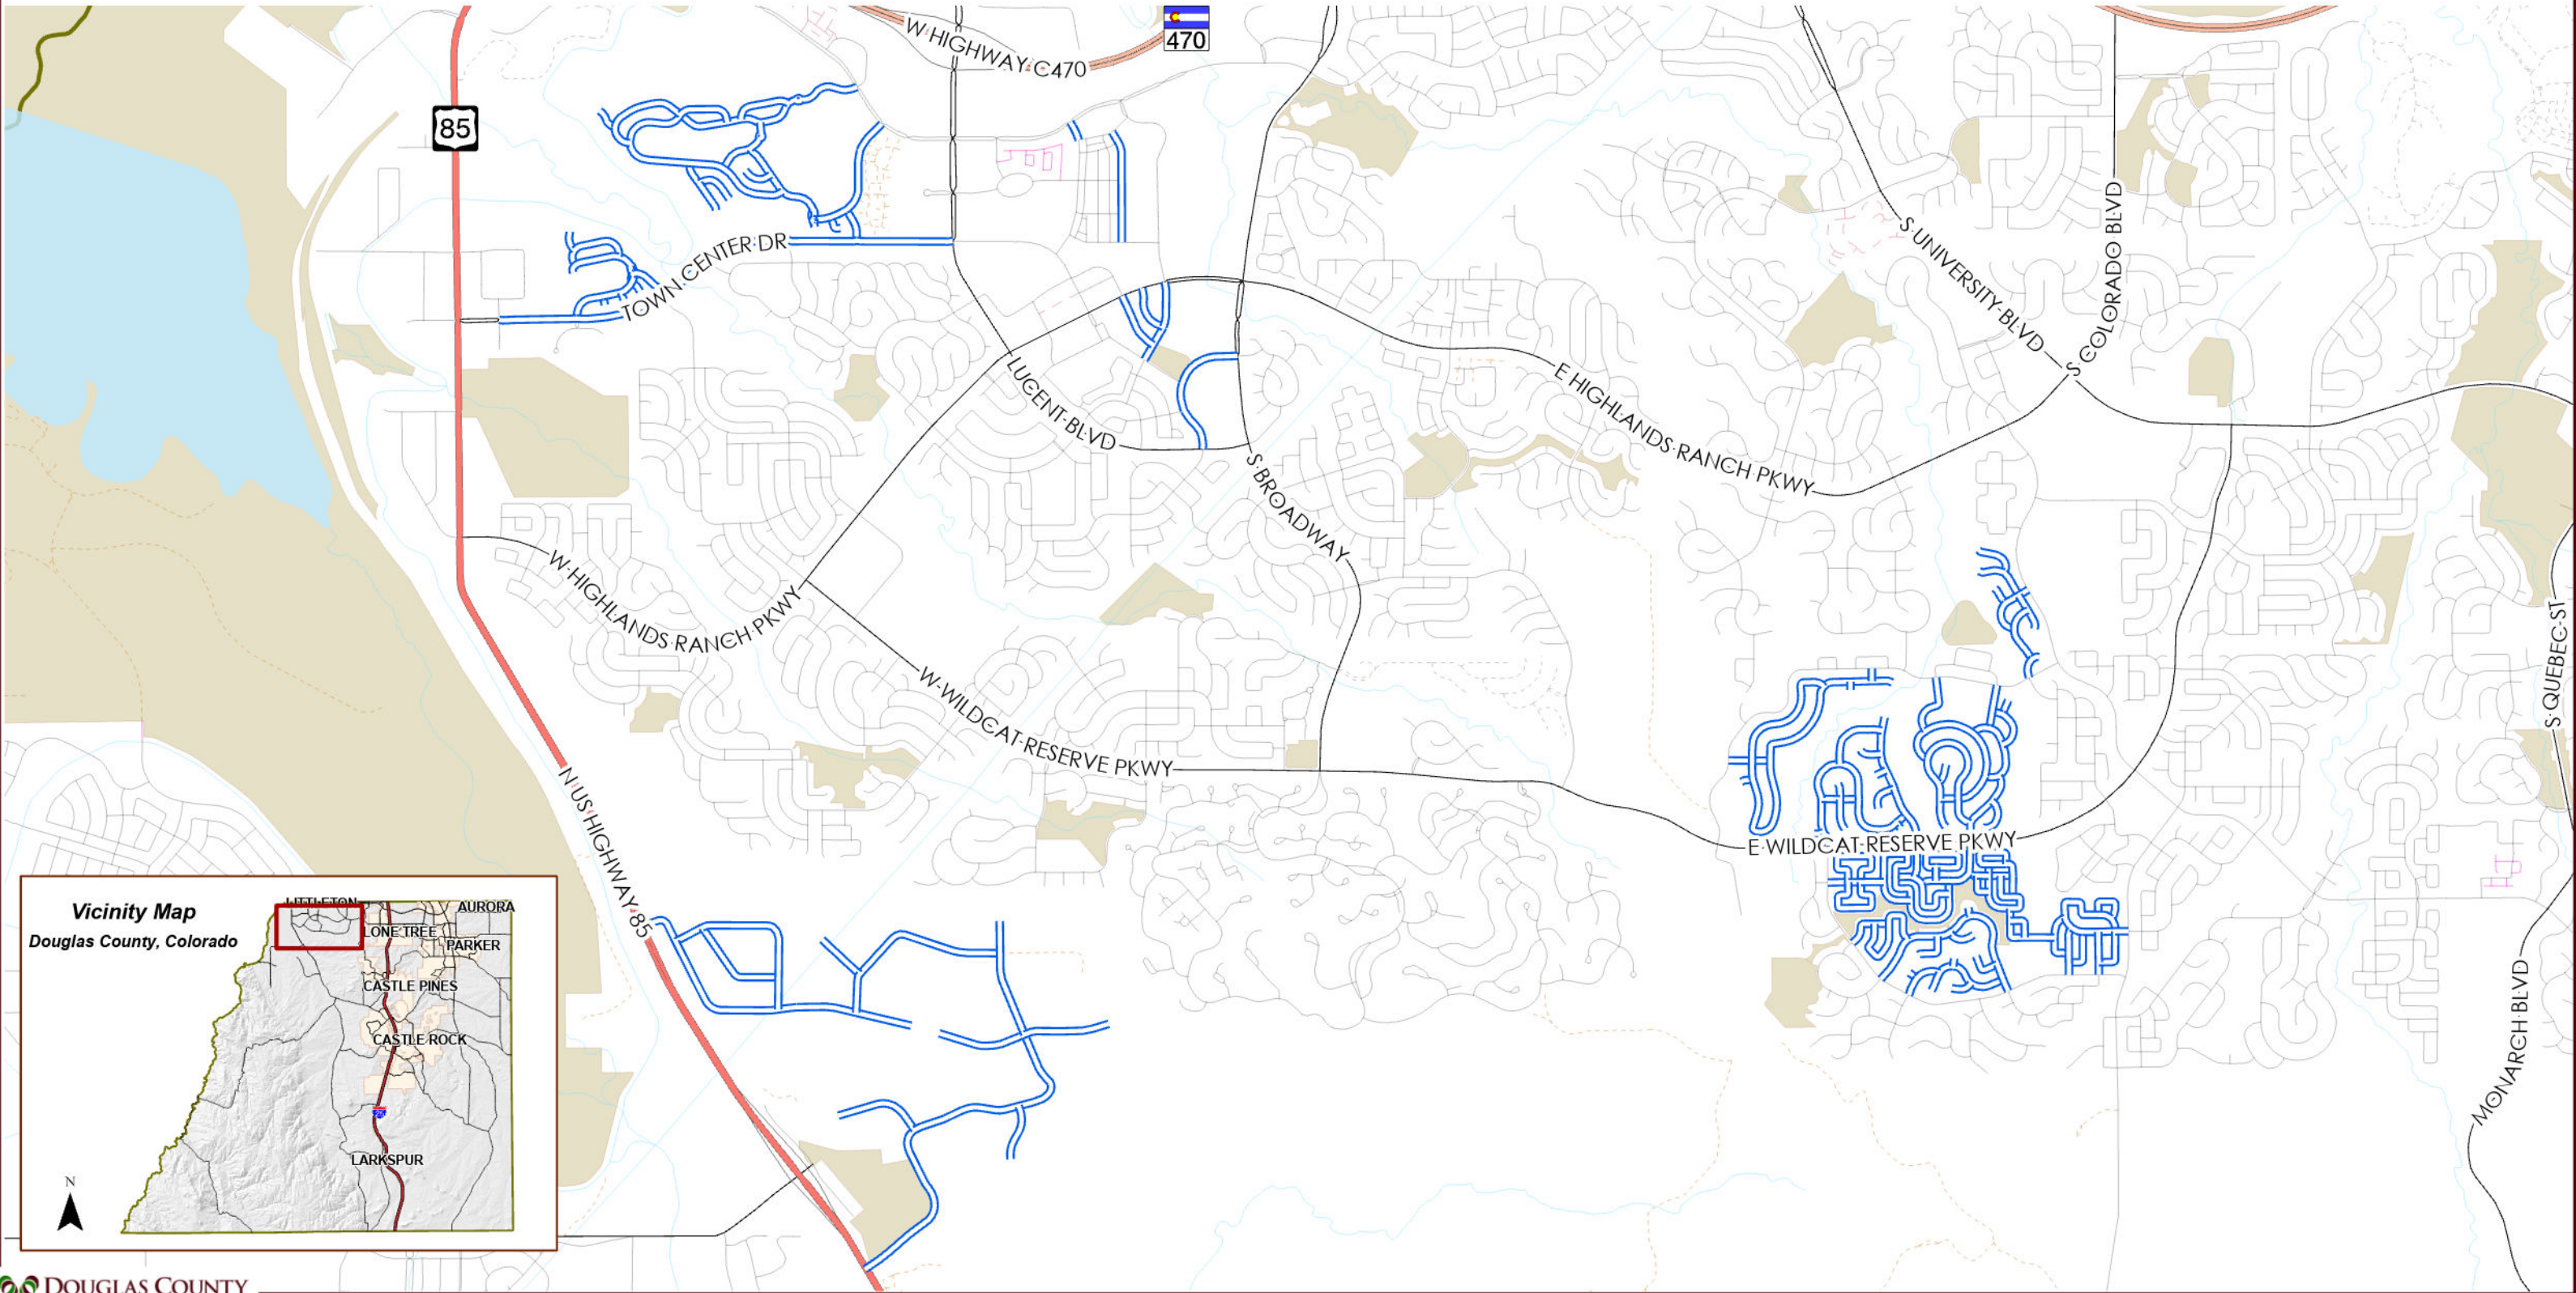 W HIGHWAY C470
470
85
TOWN CENTER DR
S UNIVERSITY BLVD
S COLORADO BLVD
LUCENT BLVD
E HIGHLANDS RANCH PKWY
S BROADWAY
W HIGHLANDS RANCH PKWY
W WILDCAT RESERVE PKWY
S QUEBEC ST
N US HIGHWAY 85
E WILDCAT RESERVE PKWY
MONARCH BLVD
Vicinity Map
Douglas County, Colorado
LITTLETON
AURORA
LONE TREE
PARKER
CASTLE PINES
CASTLE ROCK
25
LARKSPUR
N
DOUGLAS COUNTY